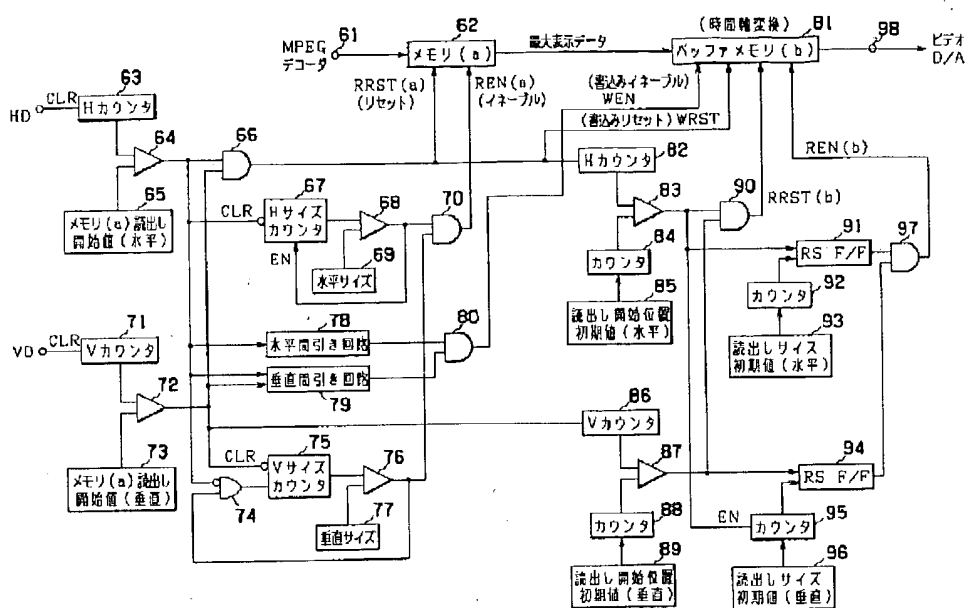 MPEG
デコーダ
61
62
メモリ(a)
最大表示データ
(時間軸変換)
81
バッファメモリ(b)
98
ビデオ
D/A
RRST(a)
(リセット)
REN(a)
(イネーブル)
(書込みイネーブル)
WEN
(書込みリセット)WRST
REN(b)
RRST(b)
HD
CLR
63
Hカウンタ
64
65
メモリ(a)読出し
開始値(水平)
66
CLR
67
Hサイズ
カウンタ
EN
68
69
水平サイズ
70
VD
CLR
71
Vカウンタ
72
73
メモリ(a)読出し
開始値(垂直)
78
水平間引き回路
垂直間引き回路
79
80
CLR
74
75
Vサイズ
カウンタ
76
77
垂直サイズ
82
Hカウンタ
83
84
カウンタ
85
読出し開始位置
初期値(水平)
90
91
RS F/F
92
カウンタ
93
読出しサイズ
初期値(水平)
97
86
Vカウンタ
87
88
カウンタ
89
読出し開始位置
初期値(垂直)
94
RS F/F
EN
95
カウンタ
96
読出しサイズ
初期値(垂直)